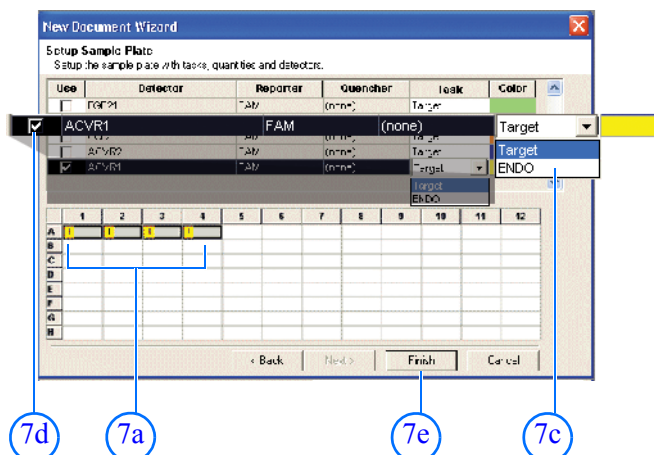 New Document Wizard
Setup Sample Plate
Setup the sample plate with tasks, quantities and detectors.
Use Detector Reporter Quencher Task Color
FGF21 FAM (none) Target
ACVR1 FAM (none) Target
Target
ENDO
ACVR2 FAM (none) Target
ACVR1 FAM (none) Target
Target
ENDO
1 2 3 4 5 6 7 8 9 10 11 12
A T T T T
B
C
D
E
F
G
H
< Back Next > Finish Cancel
7d 7a 7e 7c